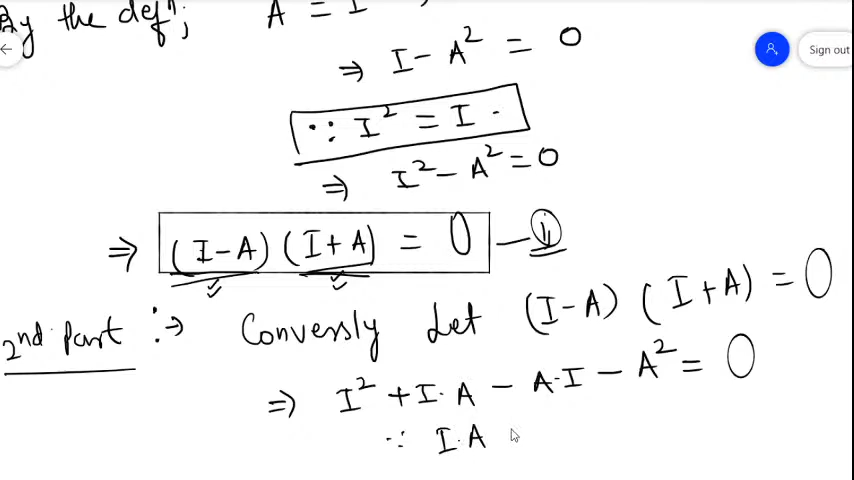 By the defn; A = I
Sign out
⇒ I - A² = 0
∵ I² = I .
⇒ I² - A² = 0
⇒ (I-A) (I+A) = 0 — (i)
2nd part :⇒ Conversly Let (I-A) (I+A) = 0
⇒ I² + I·A - A·I - A² = 0
∵ I·A